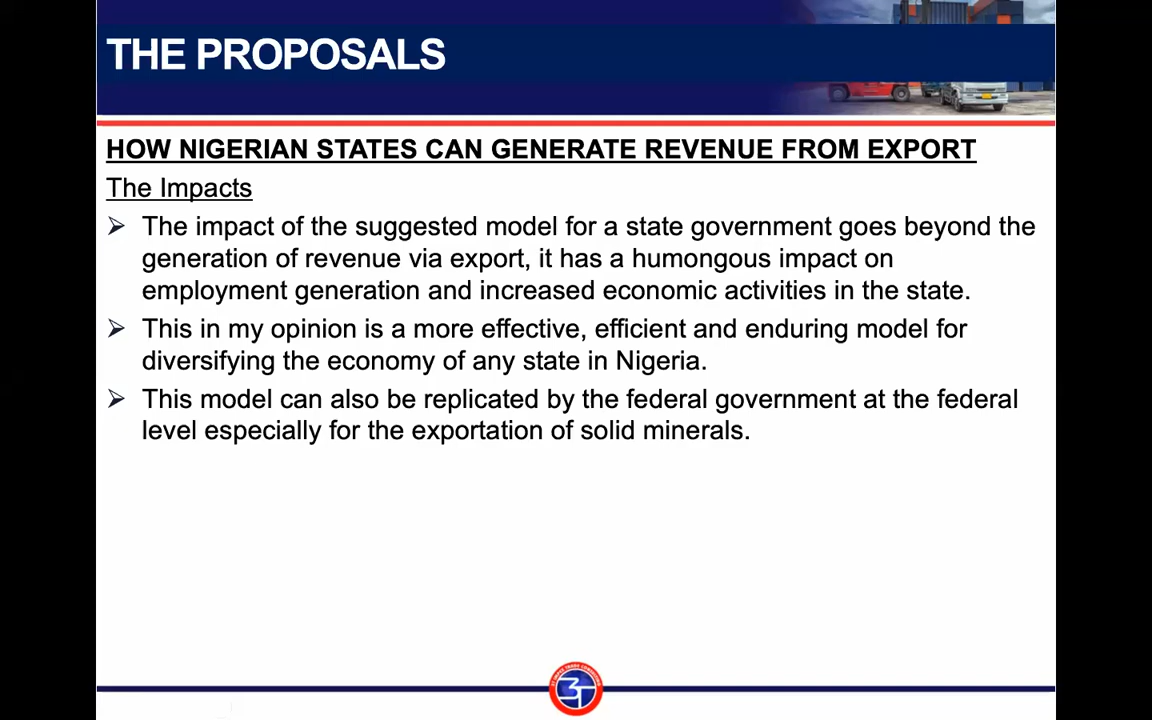 THE PROPOSALS
HOW NIGERIAN STATES CAN GENERATE REVENUE FROM EXPORT
The Impacts
➢ The impact of the suggested model for a state government goes beyond the
generation of revenue via export, it has a humongous impact on
employment generation and increased economic activities in the state.
➢ This in my opinion is a more effective, efficient and enduring model for
diversifying the economy of any state in Nigeria.
➢ This model can also be replicated by the federal government at the federal
level especially for the exportation of solid minerals.
3T